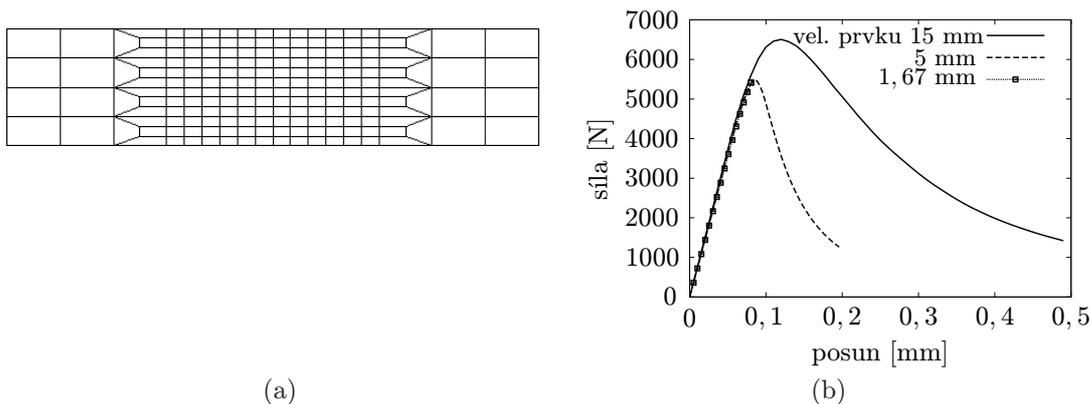 7000
6000
5000
4000
3000
2000
1000
0
síla [N]
vel. prvku 15 mm
5 mm
1, 67 mm
0
0, 1
0, 2
0, 3
0, 4
0, 5
posun [mm]
(a)
(b)